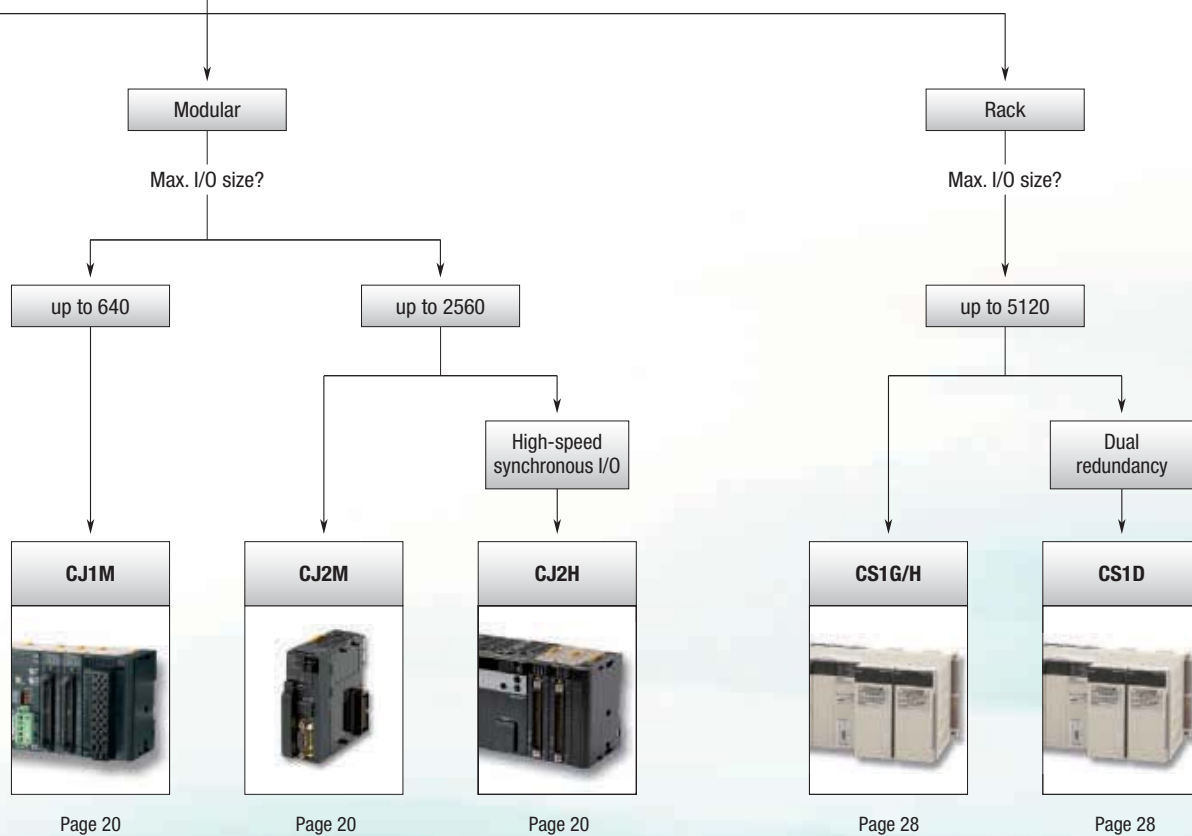 Modular
Rack
Max. I/O size?
Max. I/O size?
up to 640
up to 2560
up to 5120
High-speed
synchronous I/O
Dual
redundancy
CJ1M
CJ2M
CJ2H
CS1G/H
CS1D
Page 20
Page 20
Page 20
Page 28
Page 28